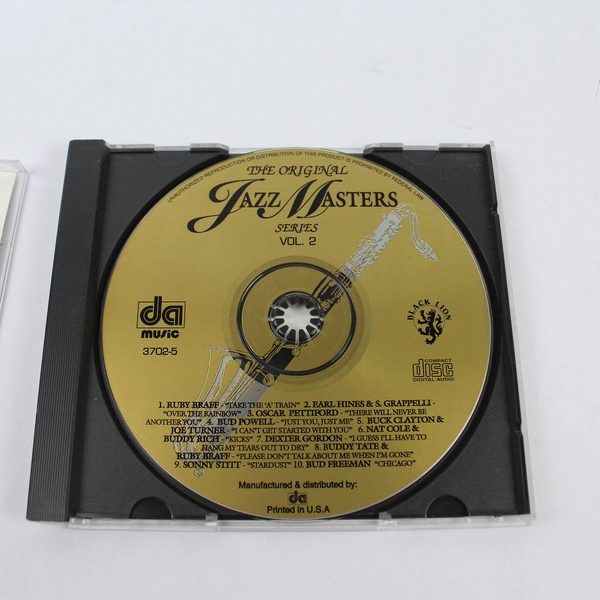 UNAUTHORIZED REPRODUCTION OR DISTRIBUTION OF THIS PRODUCT IS PROHIBITED BY FEDERAL LAW.
THE ORIGINAL
JAZZ MASTERS
SERIES
VOL. 2
da
music
3702-5
BLACK LION
COMPACT
disc
DIGITAL AUDIO
1. RUBY BRAFF - "TAKE THE 'A' TRAIN" 2. EARL HINES & S. GRAPPELLI -
"OVER THE RAINBOW" 3. OSCAR PETTIFORD - "THERE WILL NEVER BE
ANOTHER YOU" 4. BUD POWELL - "JUST YOU, JUST ME" 5. BUCK CLAYTON &
JOE TURNER - "I CAN'T GET STARTED WITH YOU" 6. NAT COLE &
BUDDY RICH - "KICKS" 7. DEXTER GORDON - "I GUESS I'LL HAVE TO
HANG MY TEARS OUT TO DRY" 8. BUDDY TATE &
RUBY BRAFF - "PLEASE DON'T TALK ABOUT ME WHEN I'M GONE"
9. SONNY STITT - "STARDUST" 10. BUD FREEMAN "CHICAGO"
Manufactured & distributed by:
da
Printed in U.S.A